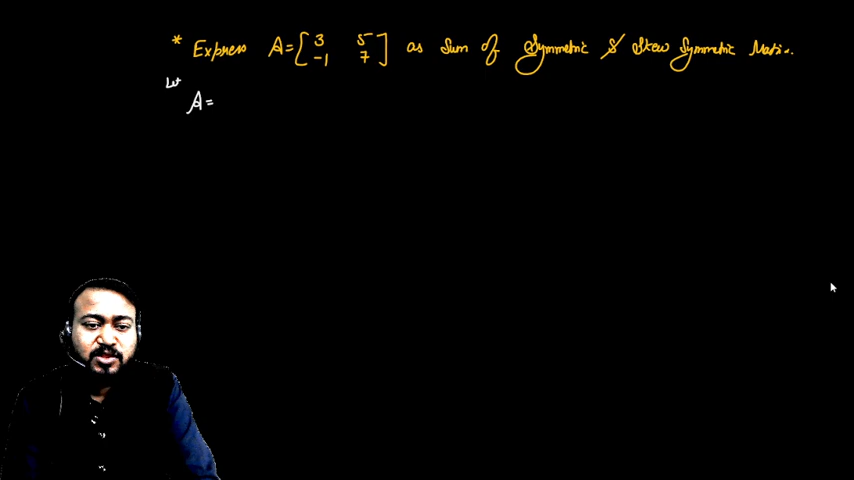 * Express A = [ 3 5 -1 7 ] as Sum of Symmetric & Skew Symmetric Matrix.
Let
A =